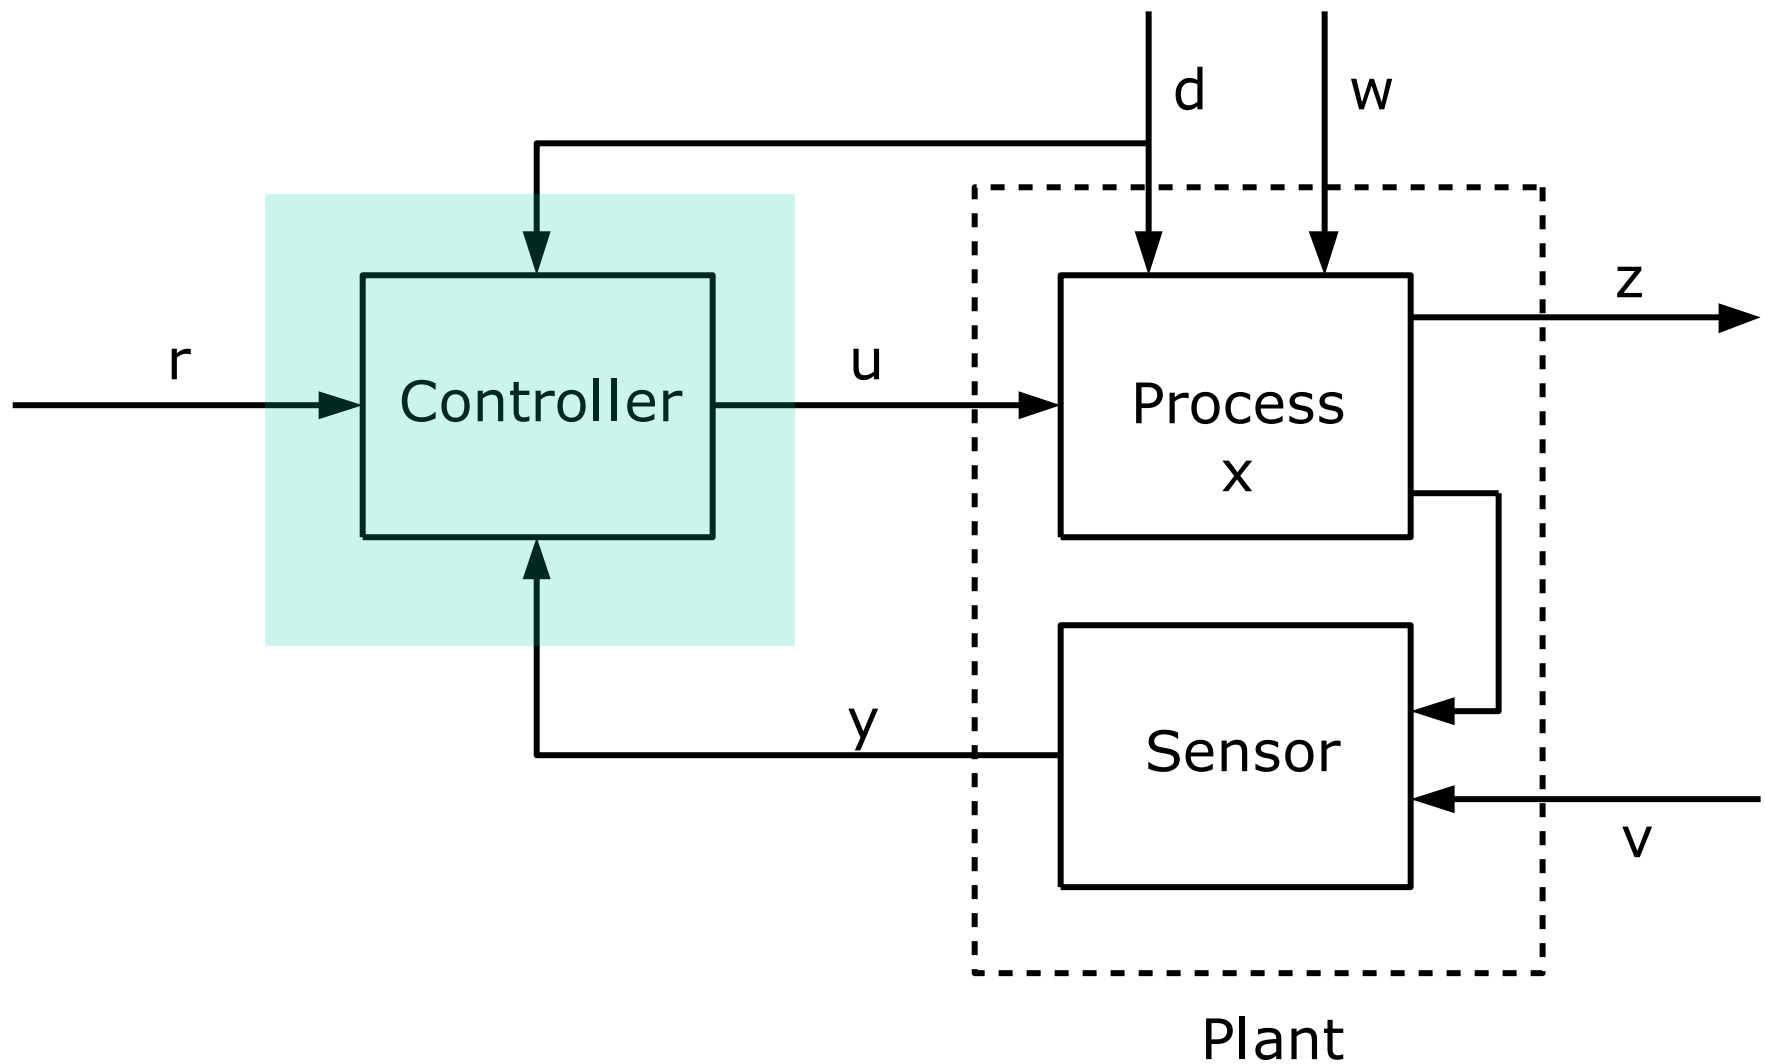 d
w
z
r
u
Controller
Process
x
y
Sensor
v
Plant